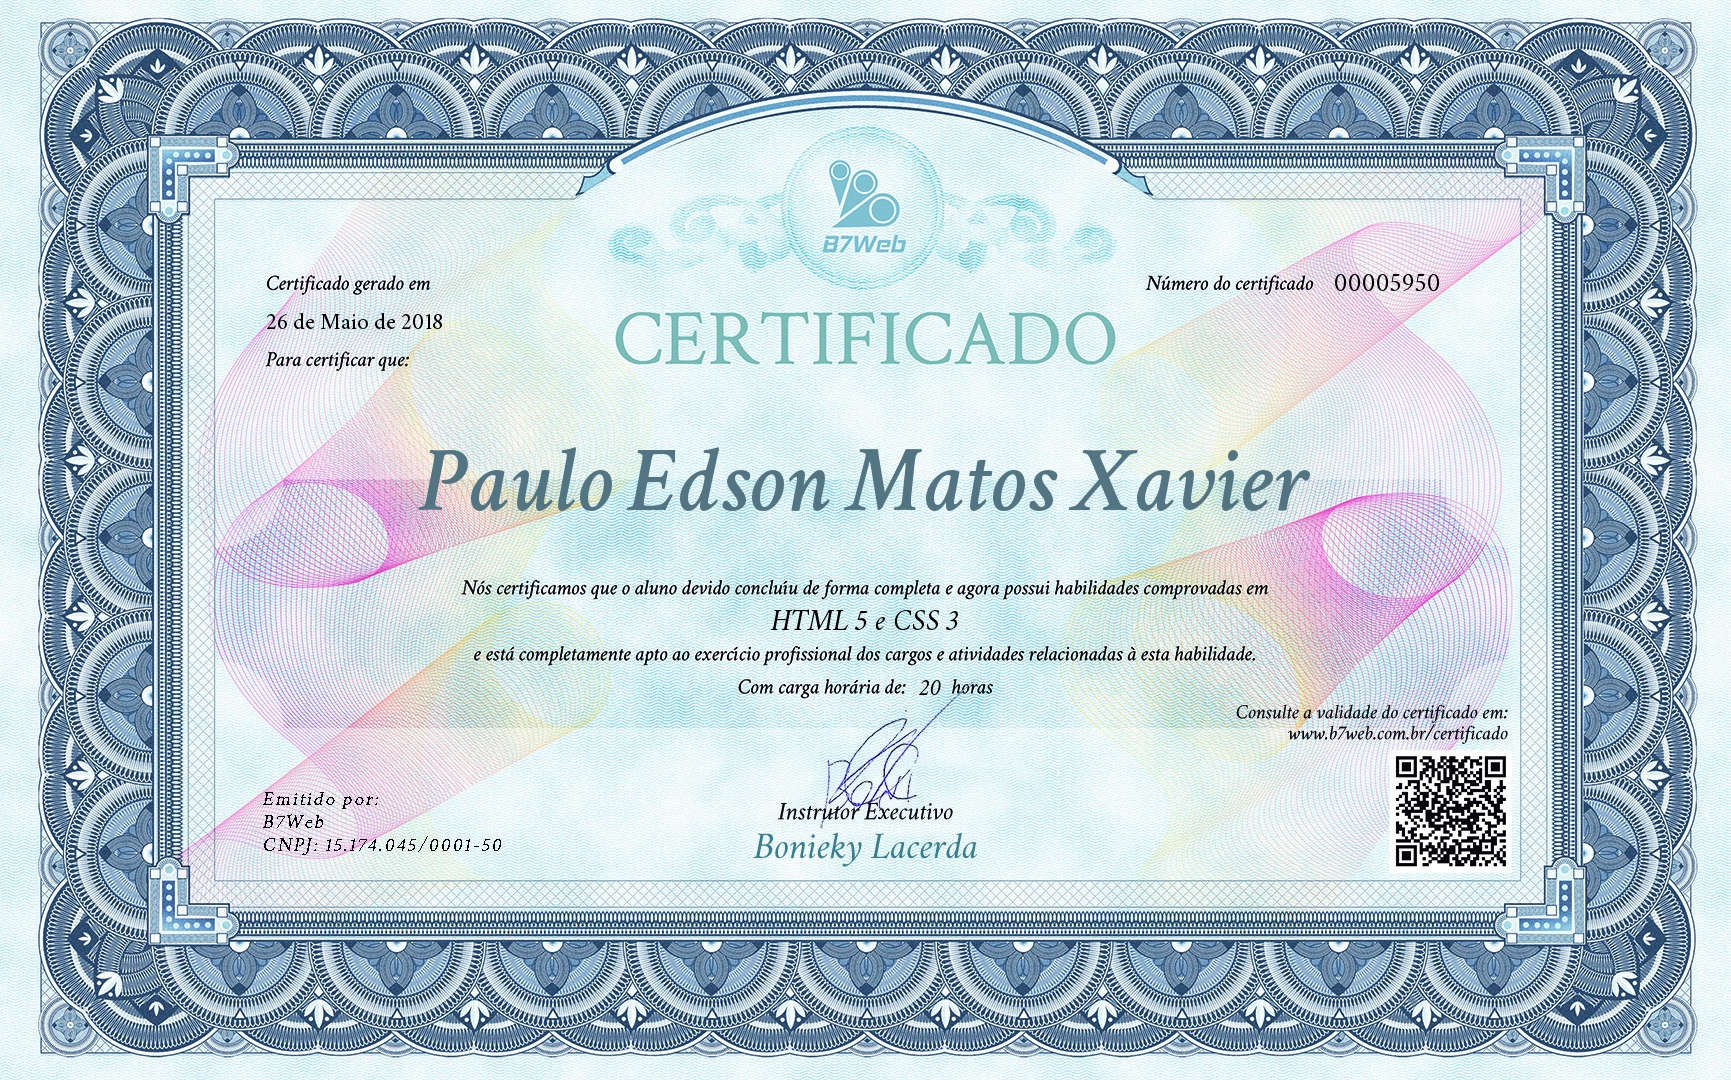 B7Web
Certificado gerado em
26 de Maio de 2018
Para certificar que:
Número do certificado 00005950
CERTIFICADO
Paulo Edson Matos Xavier
Nós certificamos que o aluno devido concluíu de forma completa e agora possui habilidades comprovadas em
HTML 5 e CSS 3
e está completamente apto ao exercício profissional dos cargos e atividades relacionadas à esta habilidade.
Com carga horária de: 20 horas
Consulte a validade do certificado em:
www.b7web.com.br/certificado
Instrutor Executivo
Bonieky Lacerda
Emitido por:
B7Web
CNPJ: 15.174.045/0001-50